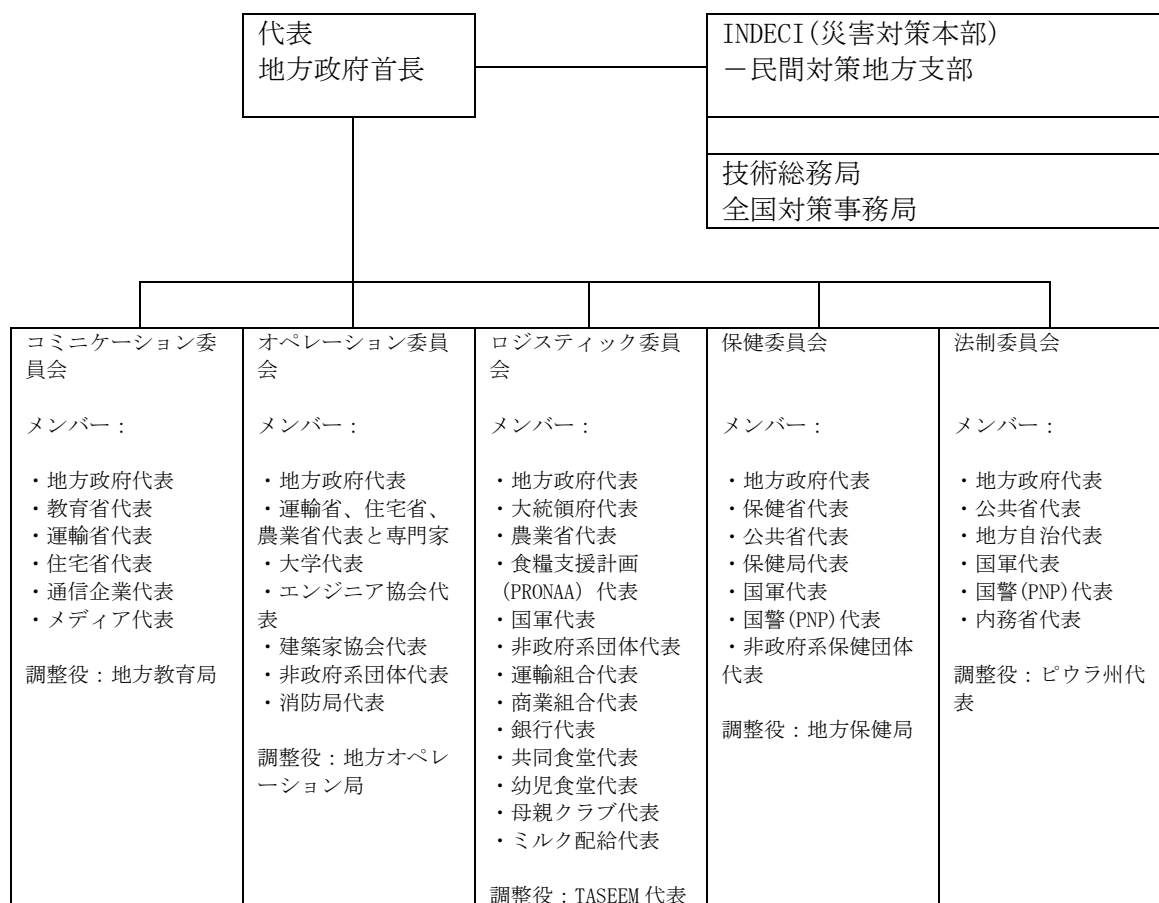 代表
地方政府首長
INDECI(災害対策本部)
－民間対策地方支部
技術総務局
全国対策事務局
コミニケーション委
員会
メンバー：
・地方政府代表
・教育省代表
・運輸省代表
・住宅省代表
・通信企業代表
・メディア代表
調整役：地方教育局
オペレーション委員
会
メンバー：
・地方政府代表
・運輸省、住宅省、
農業省代表と専門家
・大学代表
・エンジニア協会代
表
・建築家協会代表
・非政府系団体代表
・消防局代表
調整役：地方オペレ
ーション局
ロジスティック委員
会
メンバー：
・地方政府代表
・大統領府代表
・農業省代表
・食糧支援計画
(PRONAA) 代表
・国軍代表
・非政府系団体代表
・運輸組合代表
・商業組合代表
・銀行代表
・共同食堂代表
・幼児食堂代表
・母親クラブ代表
・ミルク配給代表
調整役：TASEEM 代表
保健委員会
メンバー：
・地方政府代表
・保健省代表
・公共省代表
・保健局代表
・国軍代表
・国警(PNP)代表
・非政府系保健団体
代表
調整役：地方保健局
法制委員会
メンバー：
・地方政府代表
・公共省代表
・地方自治代表
・国軍代表
・国警(PNP)代表
・内務省代表
調整役：ピウラ州代
表